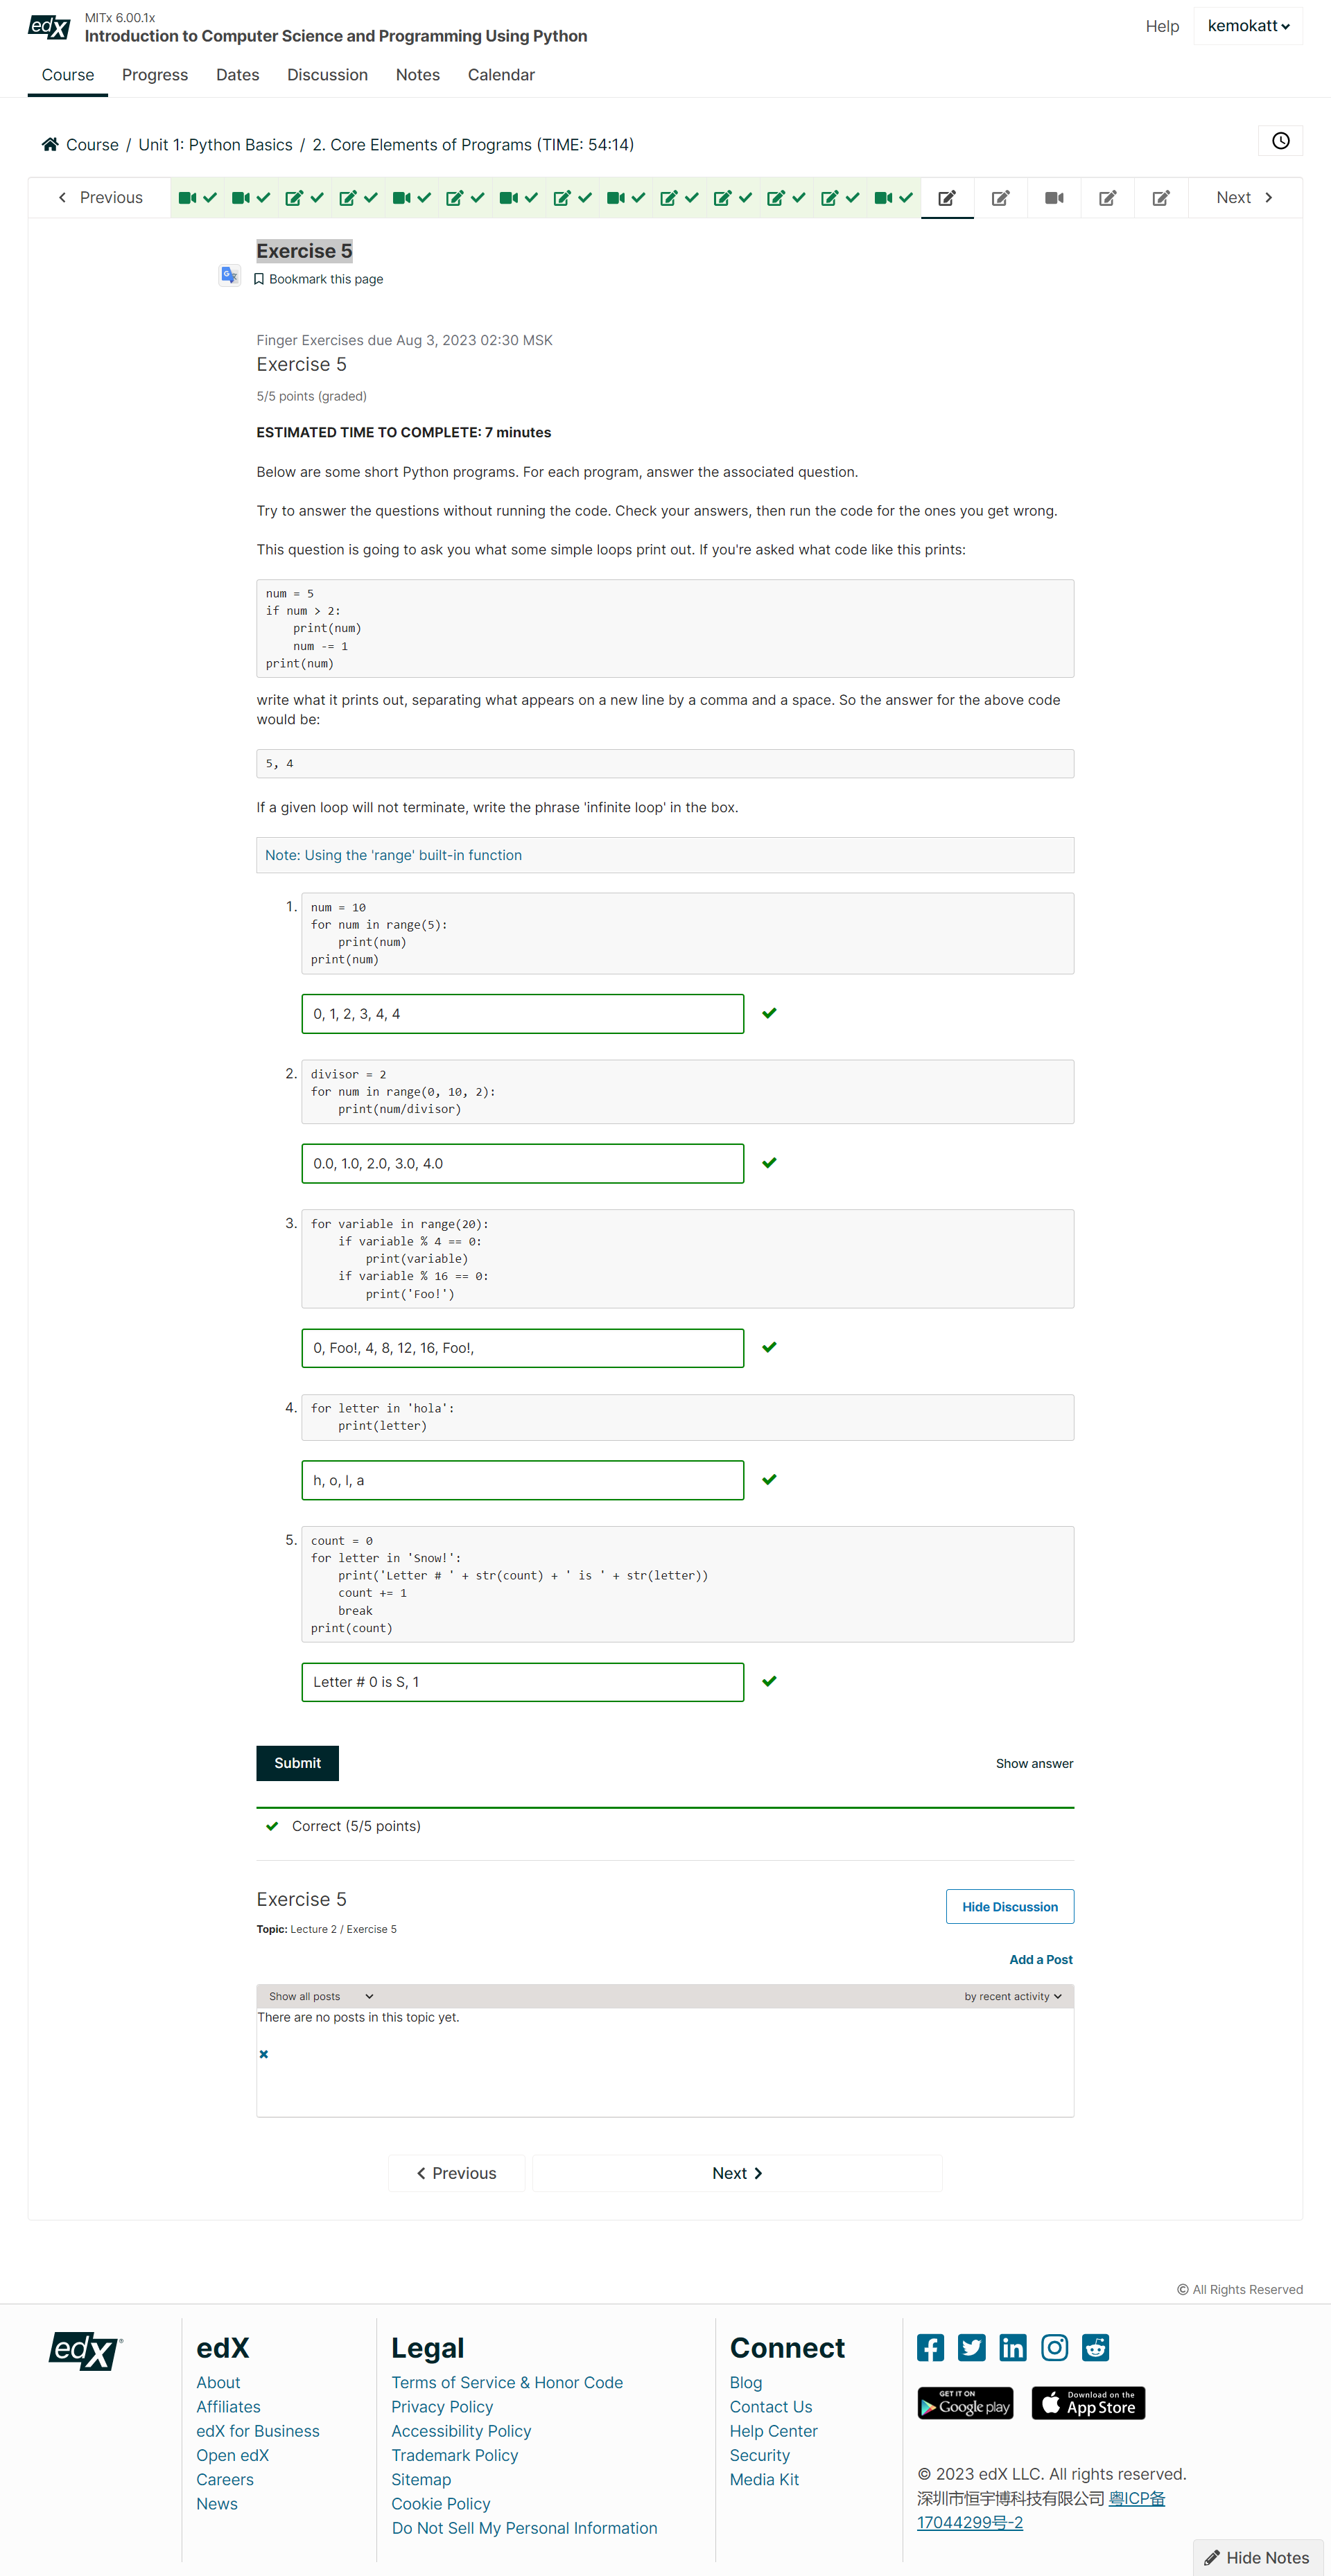 edX
MITx 6.00.1x
Introduction to Computer Science and Programming Using Python
Help
kemokatt
Course Progress Dates Discussion Notes Calendar
Course / Unit 1: Python Basics / 2. Core Elements of Programs (TIME: 54:14)
Previous
Next
Exercise 5
Bookmark this page
Finger Exercises due Aug 3, 2023 02:30 MSK
Exercise 5
5/5 points (graded)
ESTIMATED TIME TO COMPLETE: 7 minutes
Below are some short Python programs. For each program, answer the associated question.
Try to answer the questions without running the code. Check your answers, then run the code for the ones you get wrong.
This question is going to ask you what some simple loops print out. If you're asked what code like this prints:
num = 5
if num > 2:
    print(num)
    num -= 1
print(num)
write what it prints out, separating what appears on a new line by a comma and a space. So the answer for the above code
would be:
5, 4
If a given loop will not terminate, write the phrase 'infinite loop' in the box.
Note: Using the 'range' built-in function
1. num = 10
for num in range(5):
    print(num)
print(num)
0, 1, 2, 3, 4, 4
2. divisor = 2
for num in range(0, 10, 2):
    print(num/divisor)
0.0, 1.0, 2.0, 3.0, 4.0
3. for variable in range(20):
    if variable % 4 == 0:
        print(variable)
    if variable % 16 == 0:
        print('Foo!')
0, Foo!, 4, 8, 12, 16, Foo!,
4. for letter in 'hola':
    print(letter)
h, o, l, a
5. count = 0
for letter in 'Snow!':
    print('Letter # ' + str(count) + ' is ' + str(letter))
    count += 1
    break
print(count)
Letter # 0 is S, 1
Submit
Show answer
Correct (5/5 points)
Exercise 5
Hide Discussion
Topic: Lecture 2 / Exercise 5
Add a Post
Show all posts
by recent activity
There are no posts in this topic yet.
Previous
Next
© All Rights Reserved
edX
edX
About
Affiliates
edX for Business
Open edX
Careers
News
Legal
Terms of Service & Honor Code
Privacy Policy
Accessibility Policy
Trademark Policy
Sitemap
Cookie Policy
Do Not Sell My Personal Information
Connect
Blog
Contact Us
Help Center
Security
Media Kit
GET IT ON
Google play
Download on the
App Store
© 2023 edX LLC. All rights reserved.
深圳市恒宇博科技有限公司 粤ICP备
17044299号-2
Hide Notes